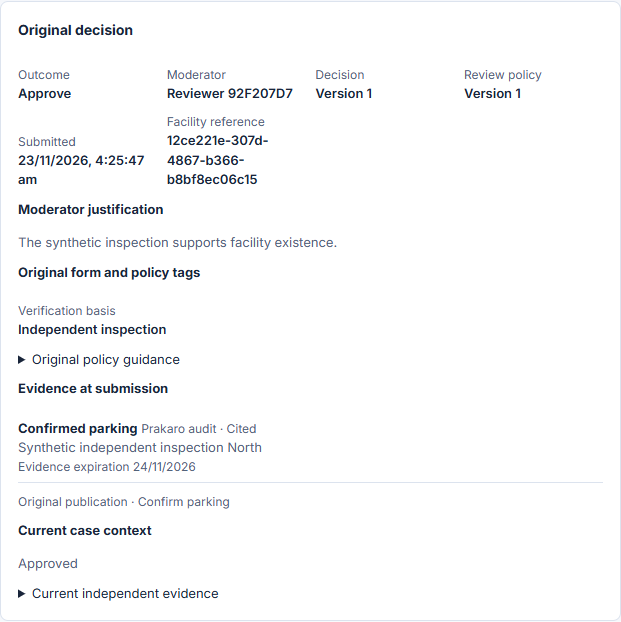 Original decision
Outcome
Approve
Moderator
Reviewer 92F207D7
Decision
Version 1
Review policy
Version 1
Submitted
23/11/2026, 4:25:47
am
Facility reference
12ce221e-307d-
4867-b366-
b8bf8ec06c15
Moderator justification
The synthetic inspection supports facility existence.
Original form and policy tags
Verification basis
Independent inspection
▶ Original policy guidance
Evidence at submission
Confirmed parking Prakaro audit · Cited
Synthetic independent inspection North
Evidence expiration 24/11/2026
Original publication · Confirm parking
Current case context
Approved
▶ Current independent evidence